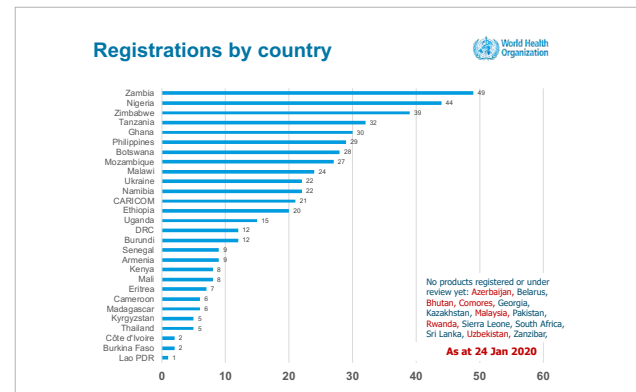 Registrations by country
World Health
Organization
Zambia 49
Nigeria 44
Zimbabwe 39
Tanzania 32
Ghana 30
Philippines 29
Botswana 28
Mozambique 27
Malawi 24
Ukraine 22
Namibia 22
CARICOM 21
Ethiopia 20
Uganda 15
DRC 12
Burundi 12
Senegal 9
Armenia 9
Kenya 8
Mali 8
Eritrea 7
Cameroon 6
Madagascar 6
Kyrgyzstan 5
Thailand 5
Côte d'Ivoire 2
Burkina Faso 2
Lao PDR 1
No products registered or under
review yet: Azerbaijan, Belarus,
Bhutan, Comores, Georgia,
Kazakhstan, Malaysia, Pakistan,
Rwanda, Sierra Leone, South Africa,
Sri Lanka, Uzbekistan, Zanzibar,
As at 24 Jan 2020
0 10 20 30 40 50 60